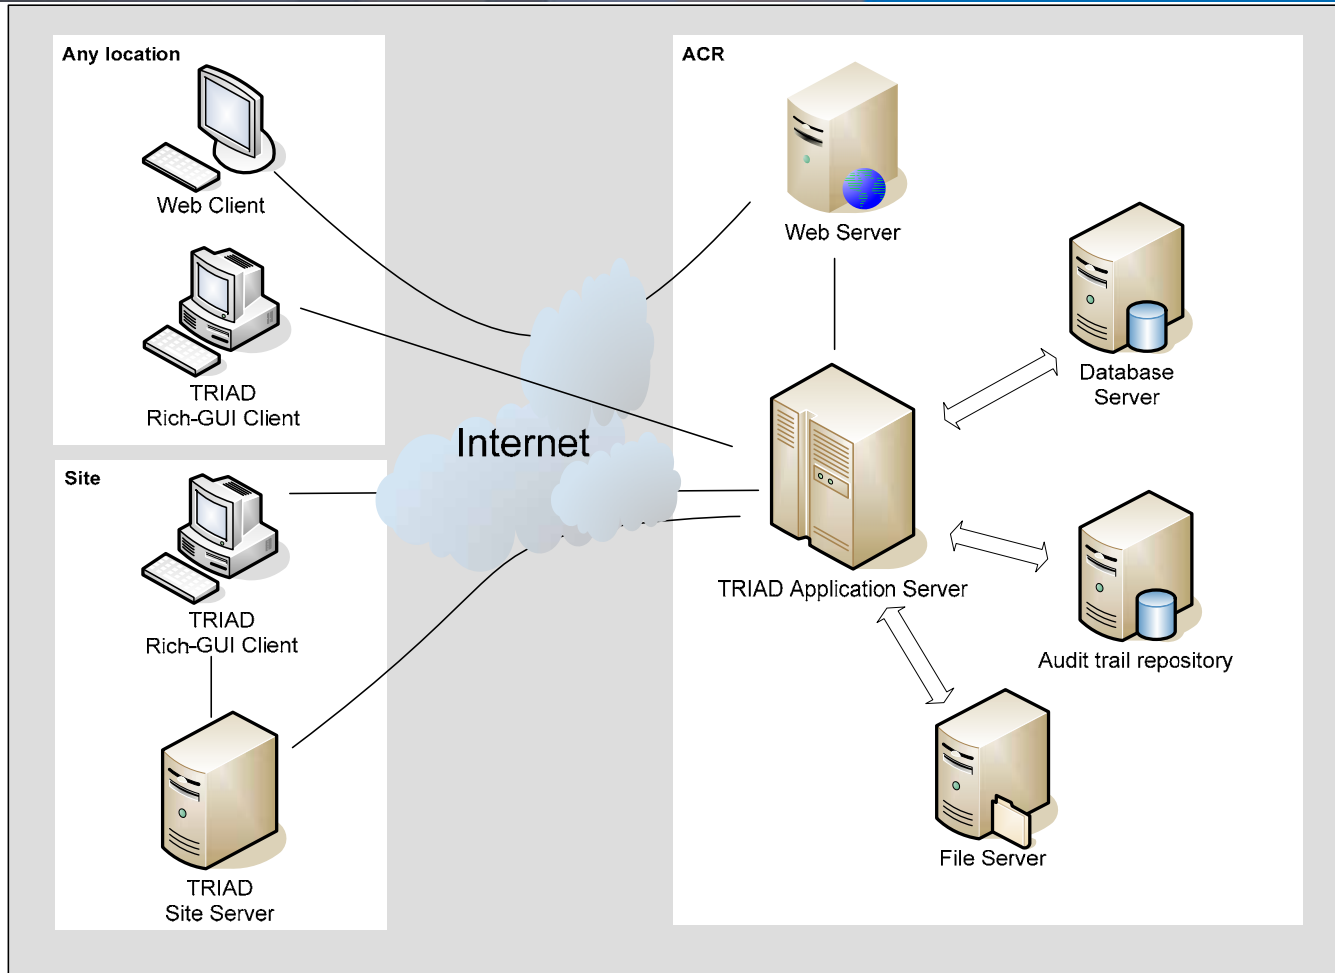 Any location
Web Client
TRIAD
Rich-GUI Client
Site
TRIAD
Rich-GUI Client
TRIAD
Site Server
Internet
ACR
Web Server
Database
Server
TRIAD Application Server
Audit trail repository
File Server